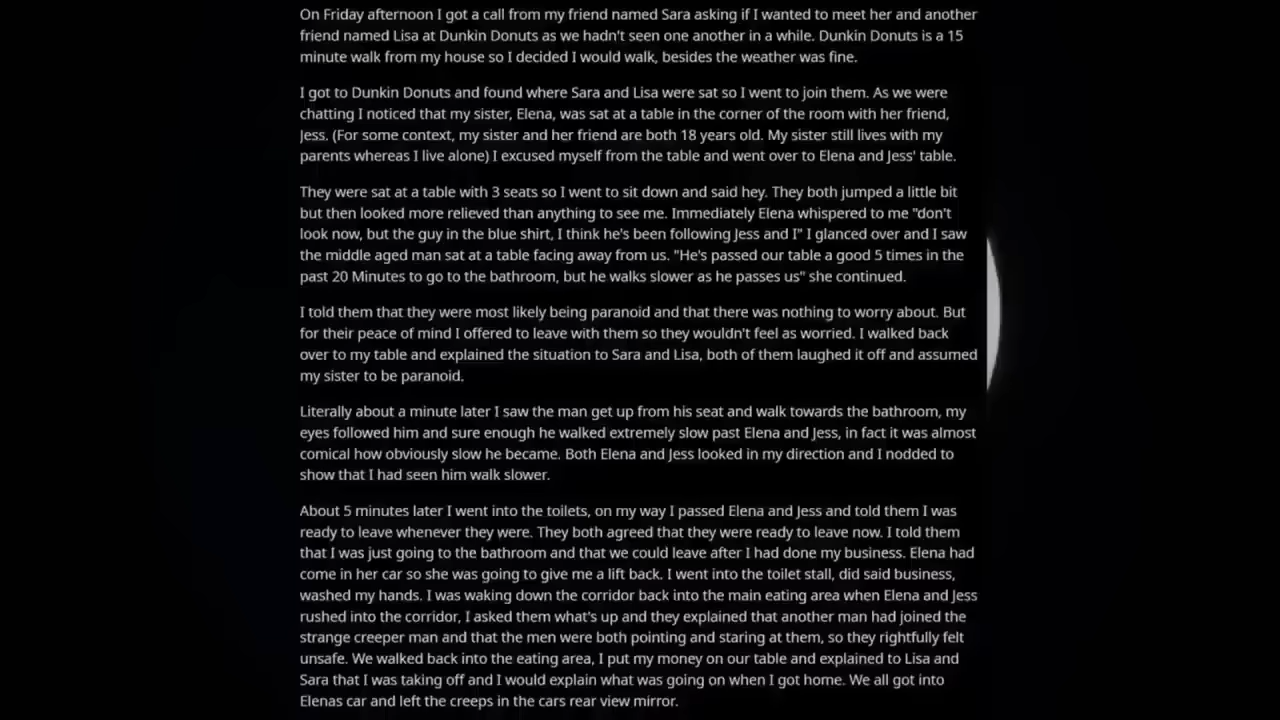 On Friday afternoon I got a call from my friend named Sara asking if I wanted to meet her and another
friend named Lisa at Dunkin Donuts as we hadn't seen one another in a while. Dunkin Donuts is a 15
minute walk from my house so I decided I would walk, besides the weather was fine.
I got to Dunkin Donuts and found where Sara and Lisa were sat so I went to join them. As we were
chatting I noticed that my sister, Elena, was sat at a table in the corner of the room with her friend,
Jess. (For some context, my sister and her friend are both 18 years old. My sister still lives with my
parents whereas I live alone) I excused myself from the table and went over to Elena and Jess' table.
They were sat at a table with 3 seats so I went to sit down and said hey. They both jumped a little bit
but then looked more relieved than anything to see me. Immediately Elena whispered to me "don't
look now, but the guy in the blue shirt, I think he's been following Jess and I" I glanced over and I saw
the middle aged man sat at a table facing away from us. "He's passed our table a good 5 times in the
past 20 Minutes to go to the bathroom, but he walks slower as he passes us" she continued.
I told them that they were most likely being paranoid and that there was nothing to worry about. But
for their peace of mind I offered to leave with them so they wouldn't feel as worried. I walked back
over to my table and explained the situation to Sara and Lisa, both of them laughed it off and assumed
my sister to be paranoid.
Literally about a minute later I saw the man get up from his seat and walk towards the bathroom, my
eyes followed him and sure enough he walked extremely slow past Elena and Jess, in fact it was almost
comical how obviously slow he became. Both Elena and Jess looked in my direction and I nodded to
show that I had seen him walk slower.
About 5 minutes later I went into the toilets, on my way I passed Elena and Jess and told them I was
ready to leave whenever they were. They both agreed that they were ready to leave now. I told them
that I was just going to the bathroom and that we could leave after I had done my business. Elena had
come in her car so she was going to give me a lift back. I went into the toilet stall, did said business,
washed my hands. I was waking down the corridor back into the main eating area when Elena and Jess
rushed into the corridor, I asked them what's up and they explained that another man had joined the
strange creeper man and that the men were both pointing and staring at them, so they rightfully felt
unsafe. We walked back into the eating area, I put my money on our table and explained to Lisa and
Sara that I was taking off and I would explain what was going on when I got home. We all got into
Elenas car and left the creeps in the cars rear view mirror.